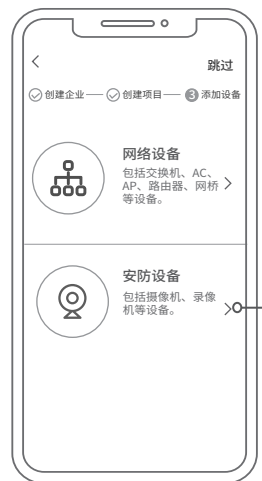 跳过
创建企业 创建项目 3 添加设备
网络设备
包括交换机、AC、
AP、路由器、网桥
等设备。
安防设备
包括摄像机、录像
机等设备。